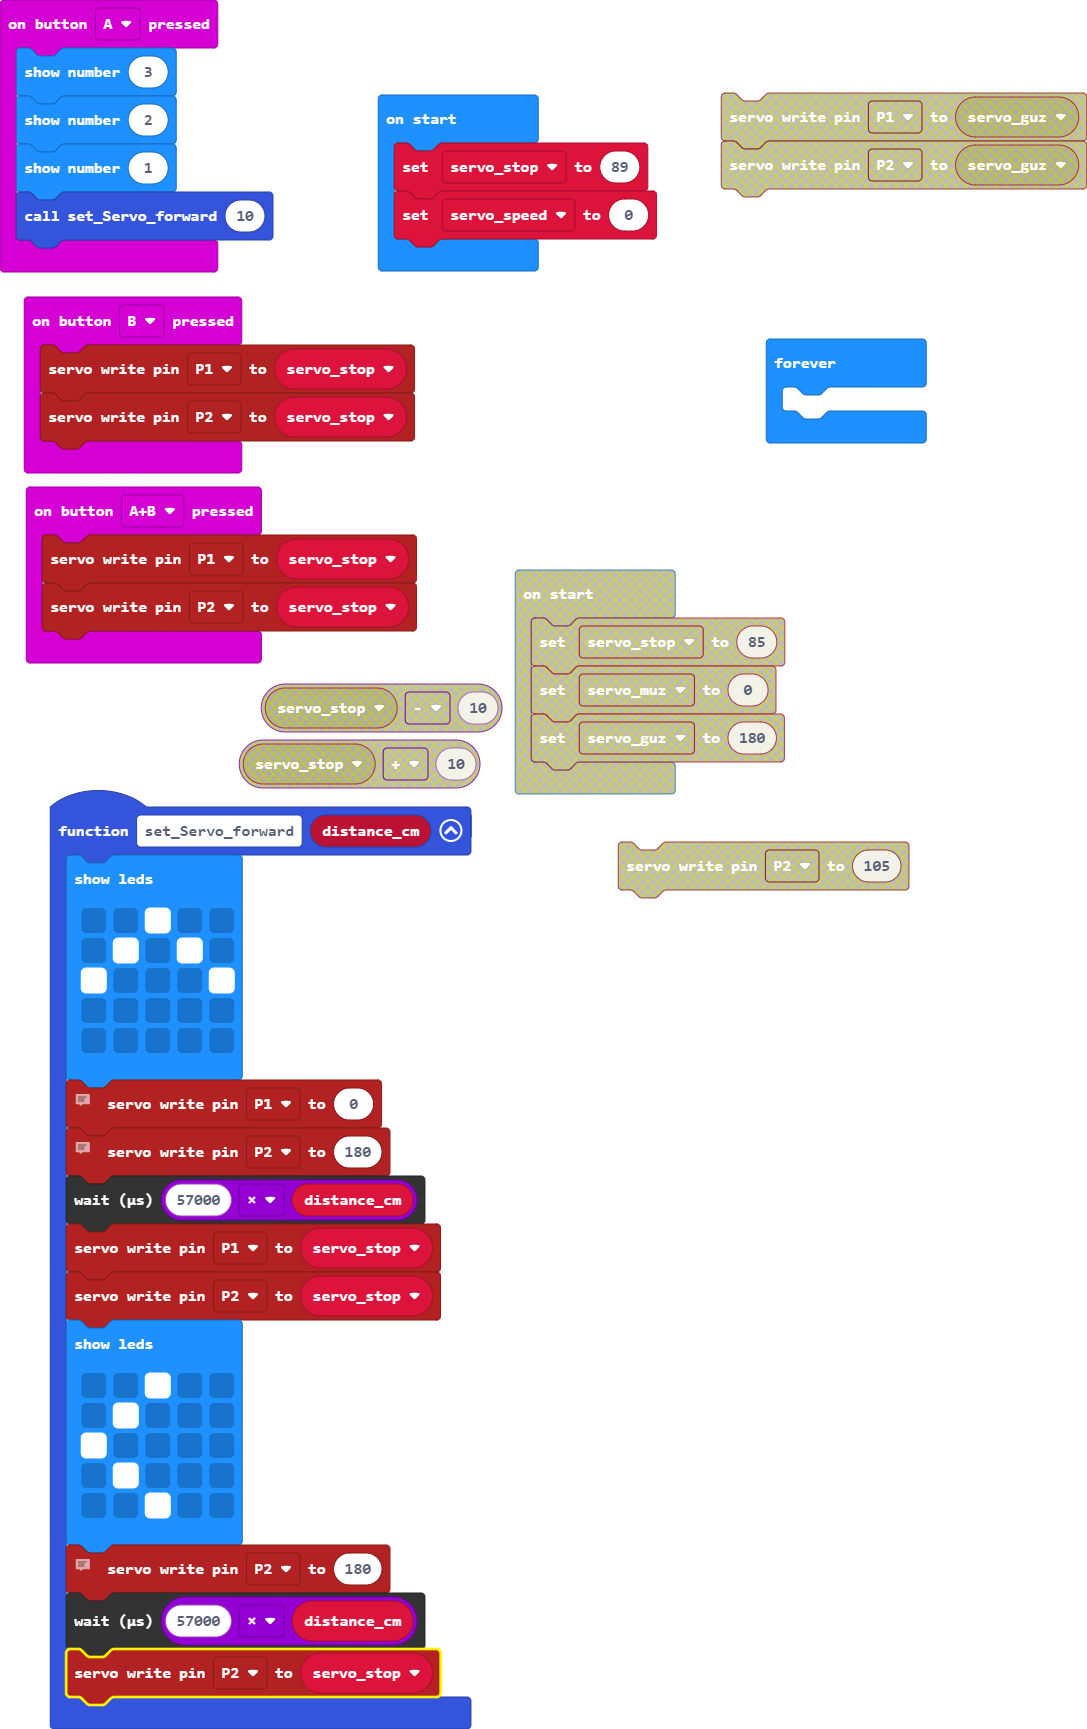 on button A pressed
show number 3
show number 2
show number 1
call set_Servo_forward 10
on start
set servo_stop to 89
set servo_speed to 0
servo write pin P1 to servo_guz
servo write pin P2 to servo_guz
on button B pressed
servo write pin P1 to servo_stop
servo write pin P2 to servo_stop
forever
on button A+B pressed
servo write pin P1 to servo_stop
servo write pin P2 to servo_stop
on start
set servo_stop to 85
set servo_muz to 0
set servo_guz to 180
servo_stop - 10
servo_stop + 10
function set_Servo_forward distance_cm
show leds
servo write pin P1 to 0
servo write pin P2 to 180
wait (µs) 57000 × distance_cm
servo write pin P1 to servo_stop
servo write pin P2 to servo_stop
show leds
servo write pin P2 to 180
wait (µs) 57000 × distance_cm
servo write pin P2 to servo_stop
servo write pin P2 to 105